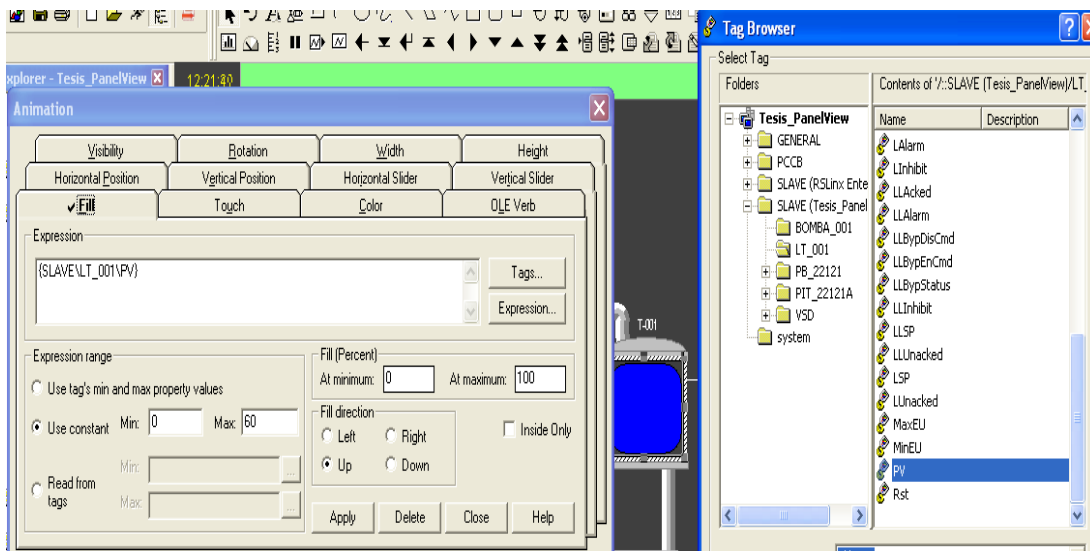 Tag Browser
?
Select Tag
Folders
Contents of '/::SLAVE (Tesis_PanelView)/LT_
Name Description
Tesis_PanelView
GENERAL
PCCB
SLAVE (RSLinx Ente
SLAVE (Tesis_Panel
BOMBA_001
LT_001
PB_22121
PIT_22121A
VSD
system
LAlarm
LInhibit
LLAcked
LLAlarm
LLBypDisCmd
LLBypEnCmd
LLBypStatus
LLInhibit
LLSP
LLUnacked
LSP
LUnacked
MaxEU
MinEU
PV
Rst
xplorer - Tesis_PanelView
Animation
Visibility Rotation Width Height
Horizontal Position Vertical Position Horizontal Slider Vertical Slider
Fill Touch Color OLE Verb
Expression
{SLAVE\LT_001\PV}
Tags...
Expression...
T-001
Expression range
Use tag's min and max property values
Use constant Min: 0 Max: 60
Read from
tags
Min: ...
Max: ...
Fill (Percent)
At minimum: 0 At maximum: 100
Fill direction
Left Right
Up Down
Inside Only
Apply Delete Close Help